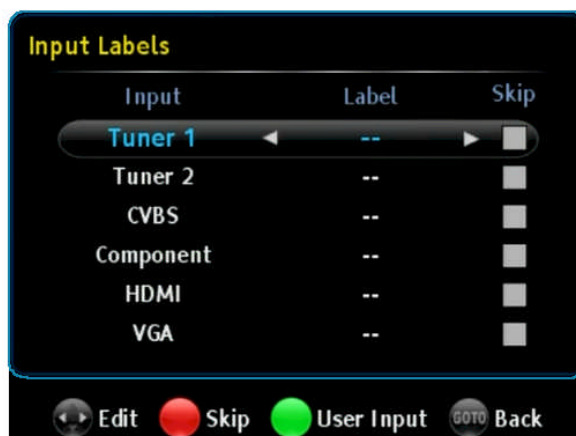 Input Labels
Input Label Skip
Tuner 1 --
Tuner 2 --
CVBS --
Component --
HDMI --
VGA --
Edit Skip User Input GOTO Back